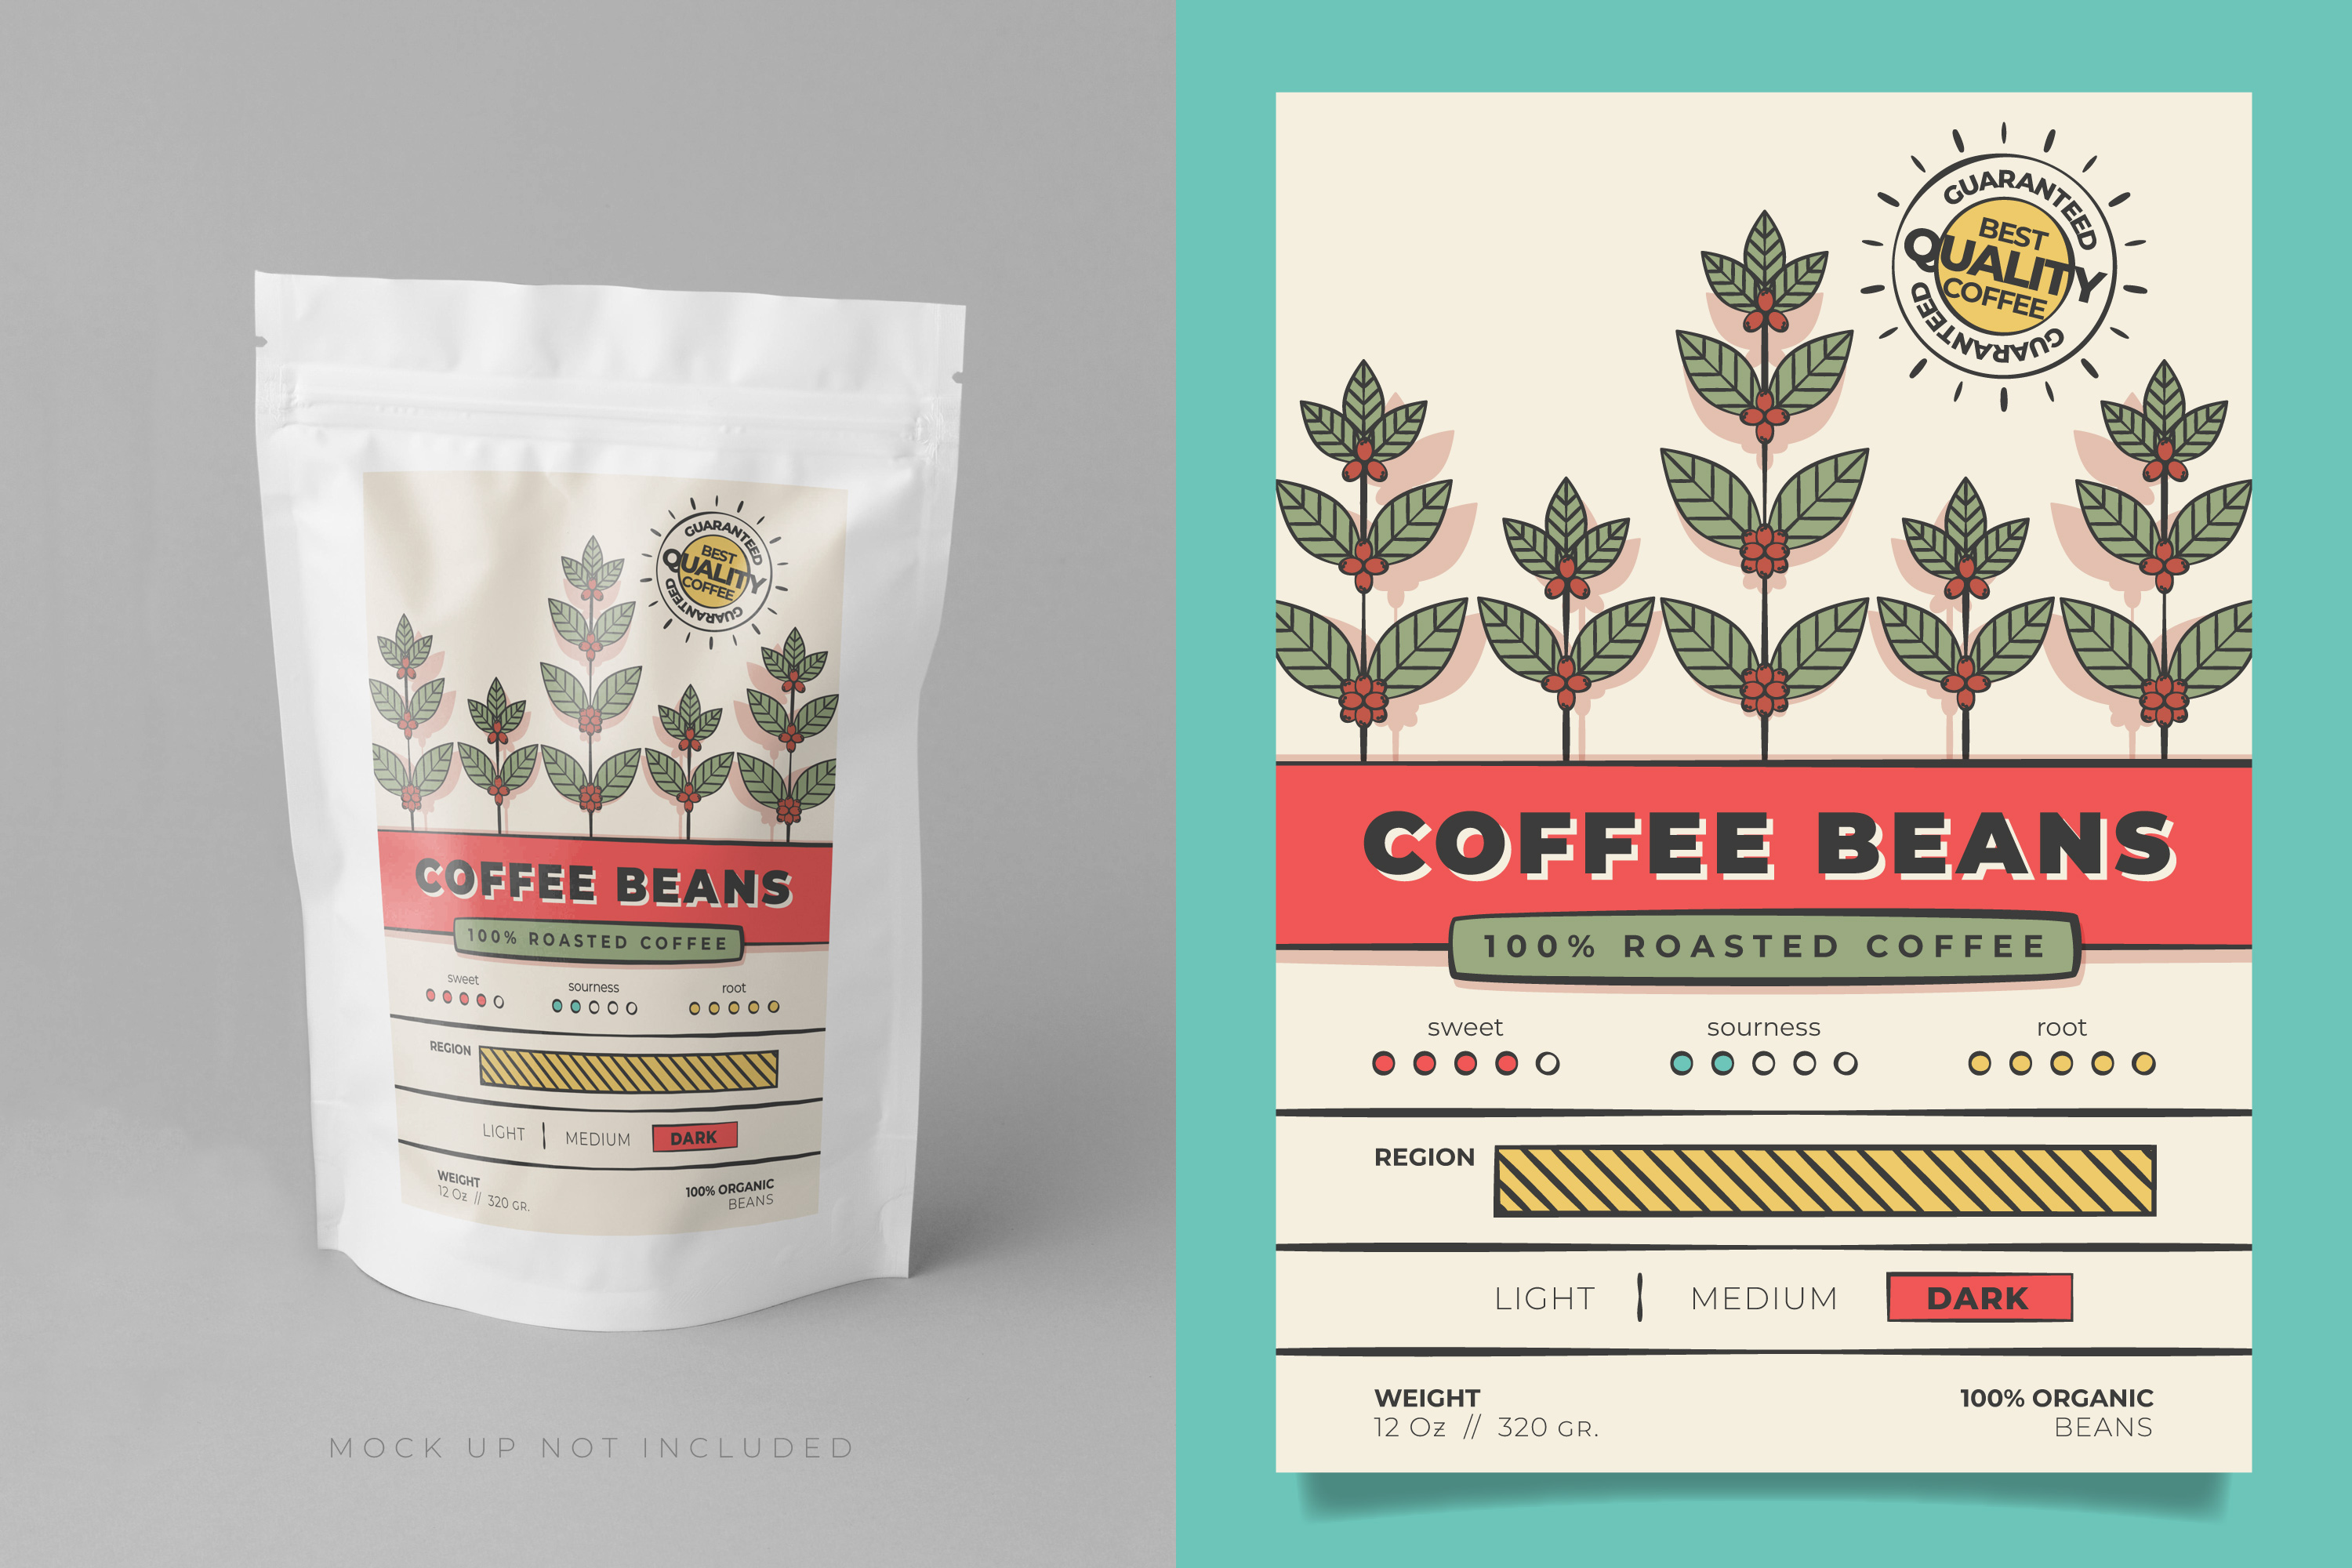 GUARANTEED
BEST
QUALITY
COFFEE
GUARANTEED
COFFEE BEANS
100% ROASTED COFFEE
sweet
sourness
root
REGION
LIGHT
MEDIUM
DARK
WEIGHT
12 Oz // 320 GR.
100% ORGANIC
BEANS
MOCK UP NOT INCLUDED
GUARANTEED
BEST
QUALITY
COFFEE
GUARANTEED
COFFEE BEANS
100% ROASTED COFFEE
sweet
sourness
root
REGION
LIGHT
MEDIUM
DARK
WEIGHT
12 Oz // 320 GR.
100% ORGANIC
BEANS